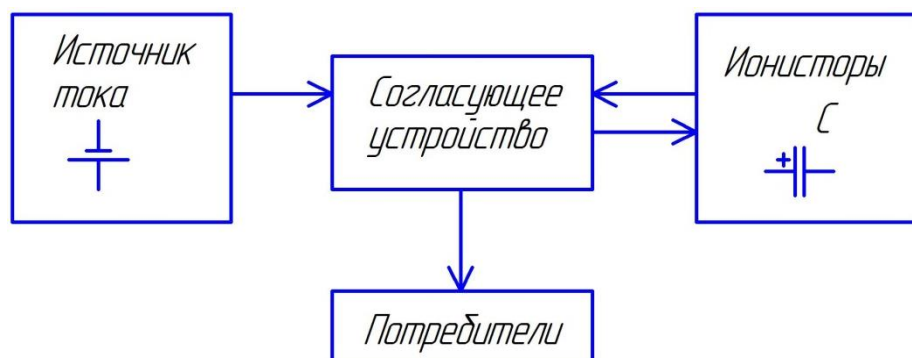 Источник
тока
Согласующее
устройство
Ионисторы
C
+
Потребители